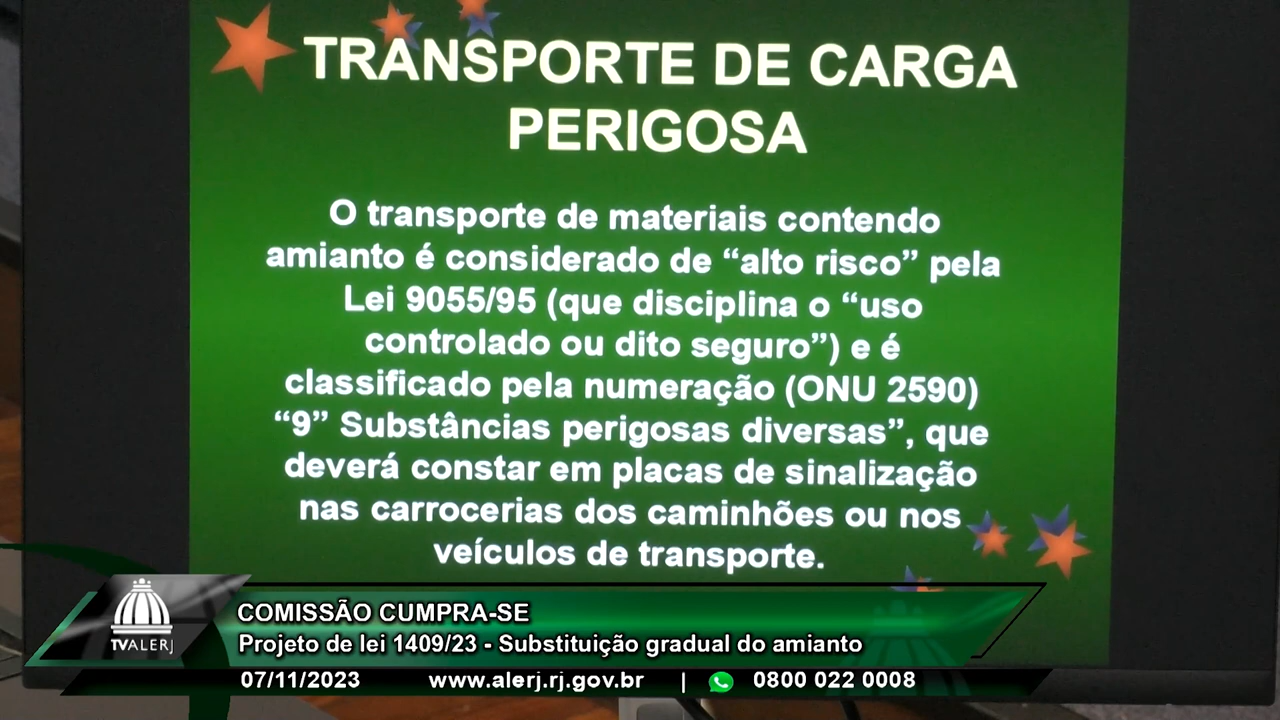 TRANSPORTE DE CARGA
PERIGOSA
O transporte de materiais contendo
amianto é considerado de “alto risco” pela
Lei 9055/95 (que disciplina o “uso
controlado ou dito seguro”) e é
classificado pela numeração (ONU 2590)
“9” Substâncias perigosas diversas”, que
deverá constar em placas de sinalização
nas carrocerias dos caminhões ou nos
veículos de transporte.
TVALERJ
COMISSÃO CUMPRA-SE
Projeto de lei 1409/23 - Substituição gradual do amianto
07/11/2023 www.alerj.rj.gov.br | 0800 022 0008